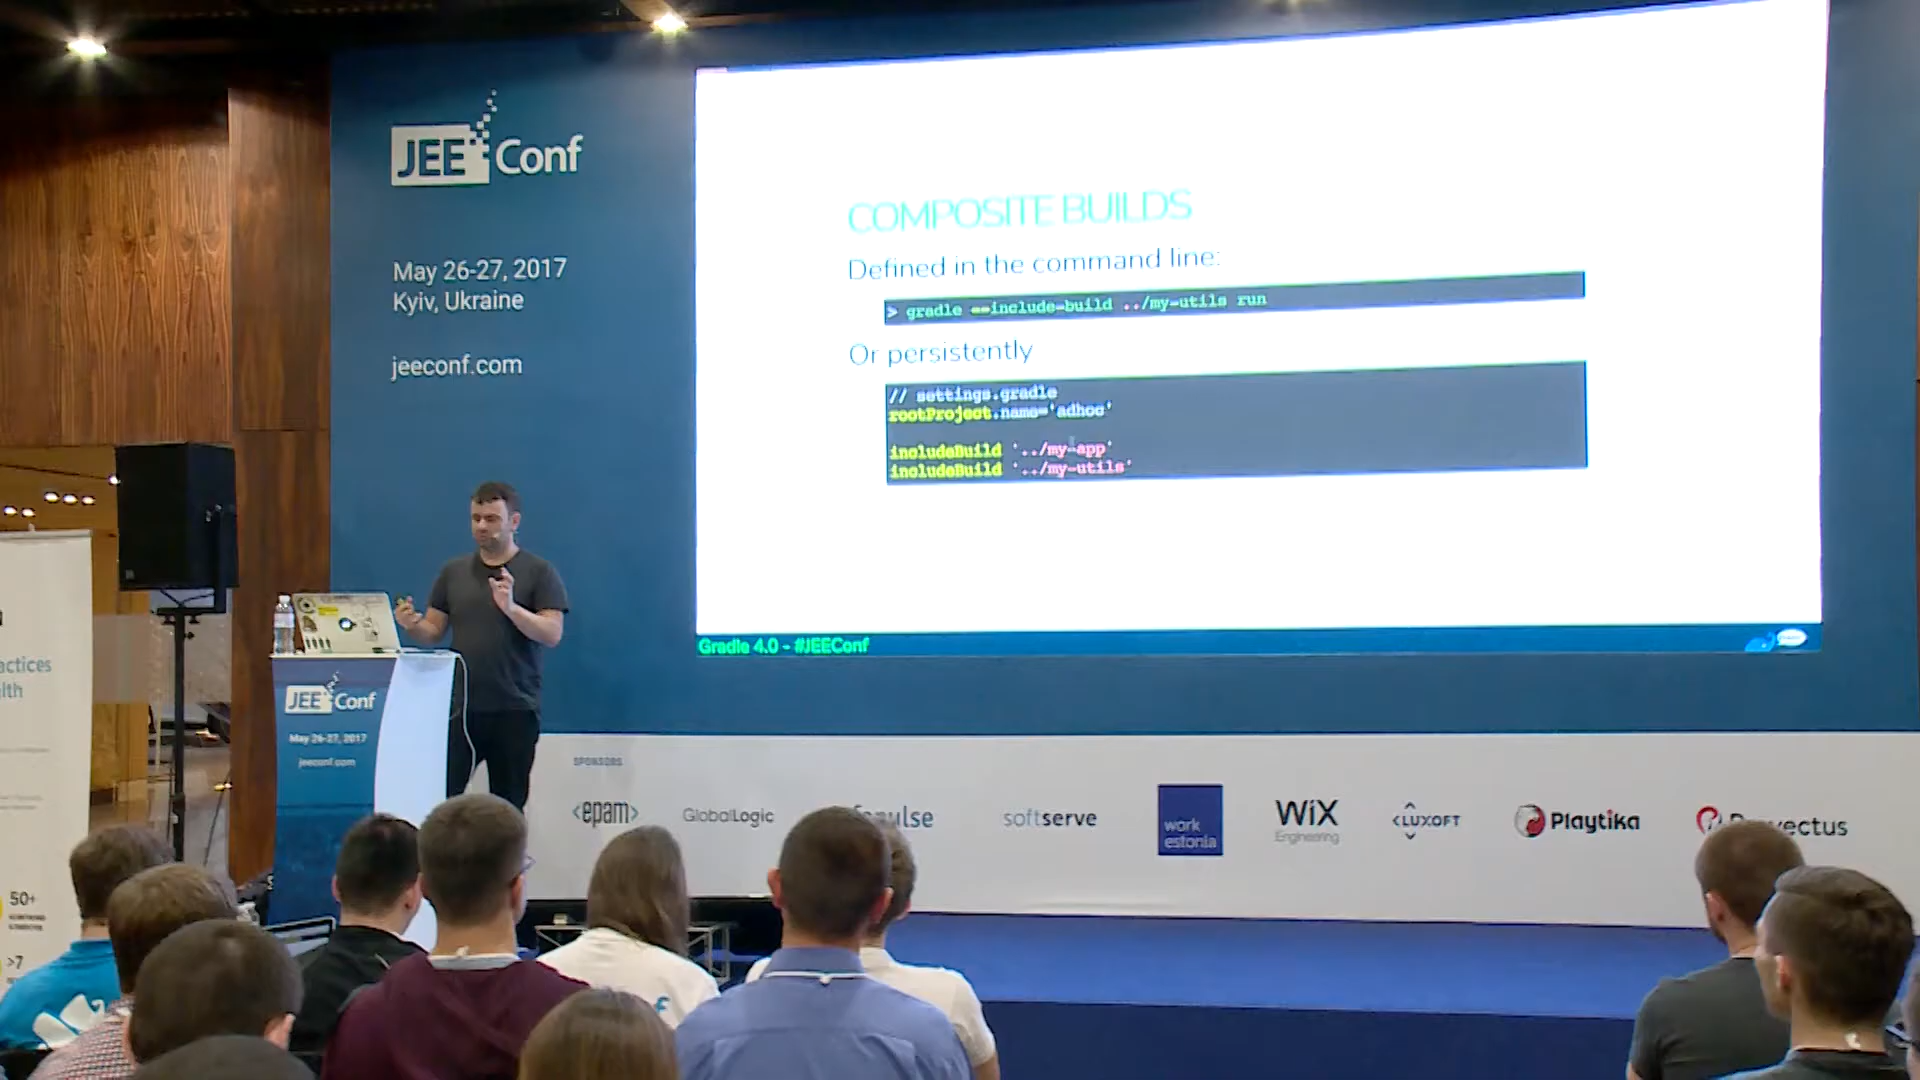 JEE Conf
May 26-27, 2017
Kyiv, Ukraine
jeeconf.com
COMPOSITE BUILDS
Defined in the command line:
> gradle --include-build ../my-utils run
Or persistently
// settings.gradle
rootProject.name='adhoc'
includeBuild '../my-app'
includeBuild '../my-utils'
Gradle 4.0 - #JEEConf
JEE Conf
May 26-27, 2017
jeeconf.com
SPONSORS
<epam>
GlobalLogic
softserve
work
estonia
WiX
Engineering
LUXOFT
Playtika
actices
lth
50+
>7